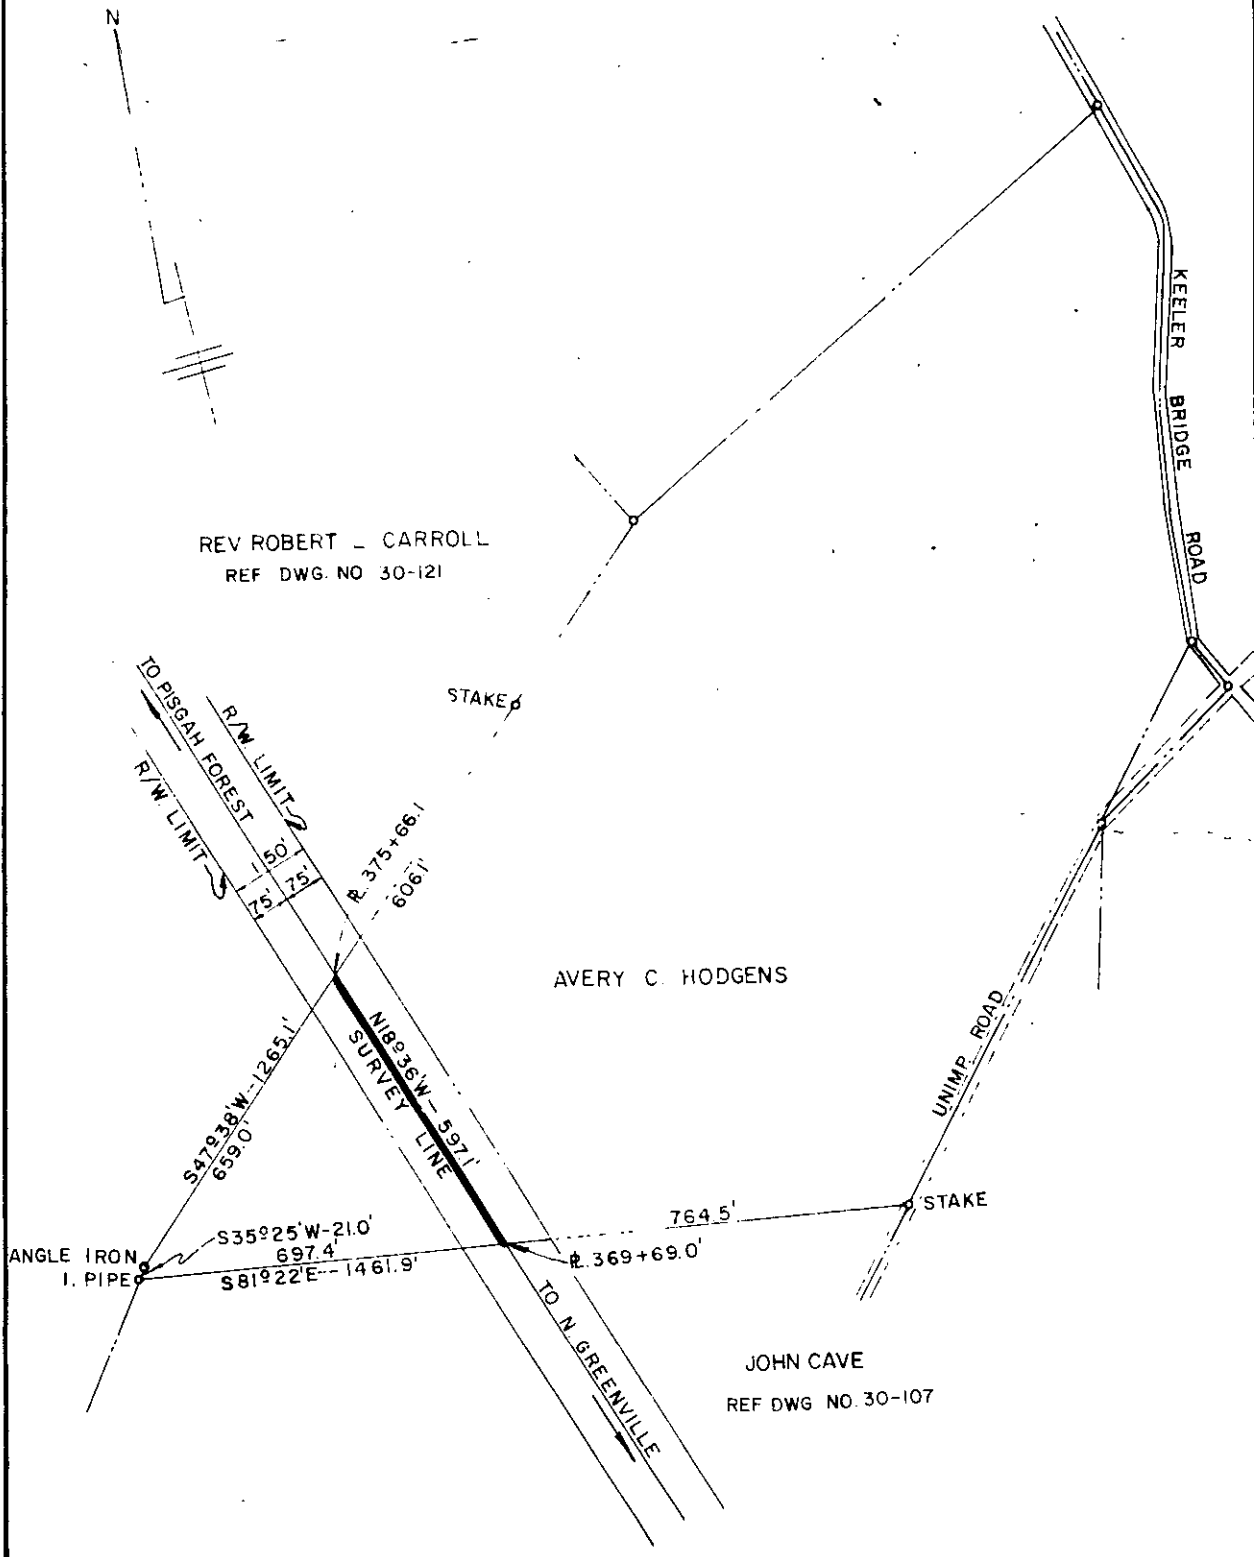 N
KEELER BRIDGE ROAD
REV ROBERT L CARROLL
REF DWG. NO 30-121
TO PISGAH FOREST
R/W LIMIT
R/W LIMIT
STAKE
150'
75' 75'
PL 375+66.1
606.1'
AVERY C. HODGENS
N18°36'W - 597.1'
SURVEY LINE
S47°38'W--1265.1'
659.0'
UNIMP. ROAD
STAKE
764.5'
S35°25'W-21.0'
ANGLE IRON
I. PIPE
697.4'
S81°22'E---1461.9'
PL 369+69.0'
TO N. GREENVILLE
JOHN CAVE
REF DWG NO. 30-107